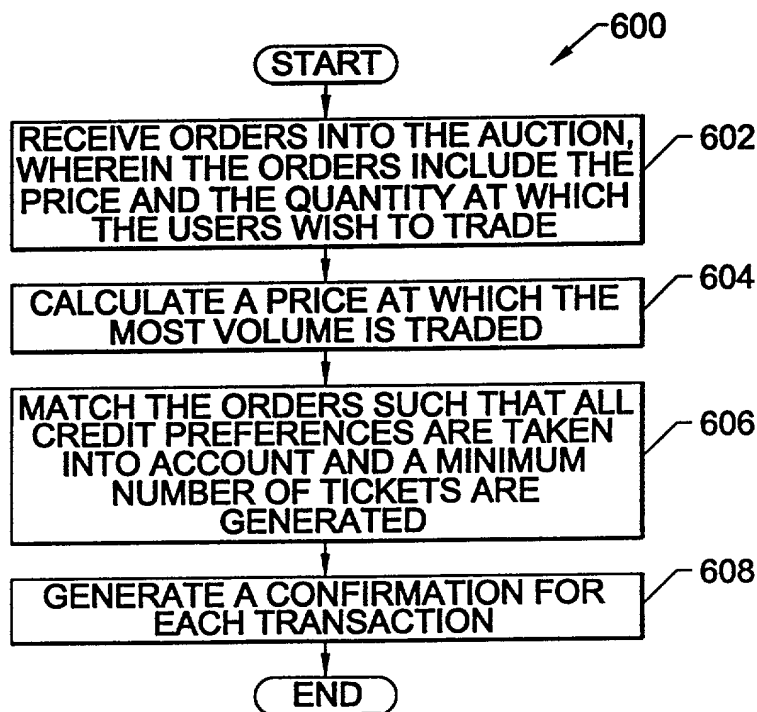 600
START
RECEIVE ORDERS INTO THE AUCTION,
WHEREIN THE ORDERS INCLUDE THE
PRICE AND THE QUANTITY AT WHICH
THE USERS WISH TO TRADE
602
CALCULATE A PRICE AT WHICH THE
MOST VOLUME IS TRADED
604
MATCH THE ORDERS SUCH THAT ALL
CREDIT PREFERENCES ARE TAKEN
INTO ACCOUNT AND A MINIMUM
NUMBER OF TICKETS ARE
GENERATED
606
GENERATE A CONFIRMATION FOR
EACH TRANSACTION
608
END